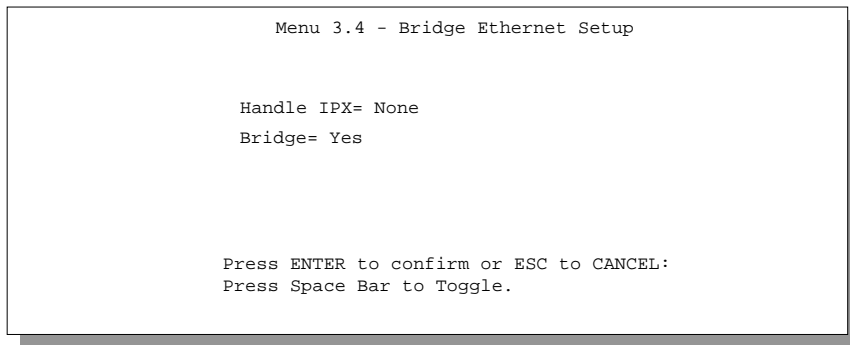 Menu 3.4 - Bridge Ethernet Setup
Handle IPX= None
Bridge= Yes
Press ENTER to confirm or ESC to CANCEL:
Press Space Bar to Toggle.